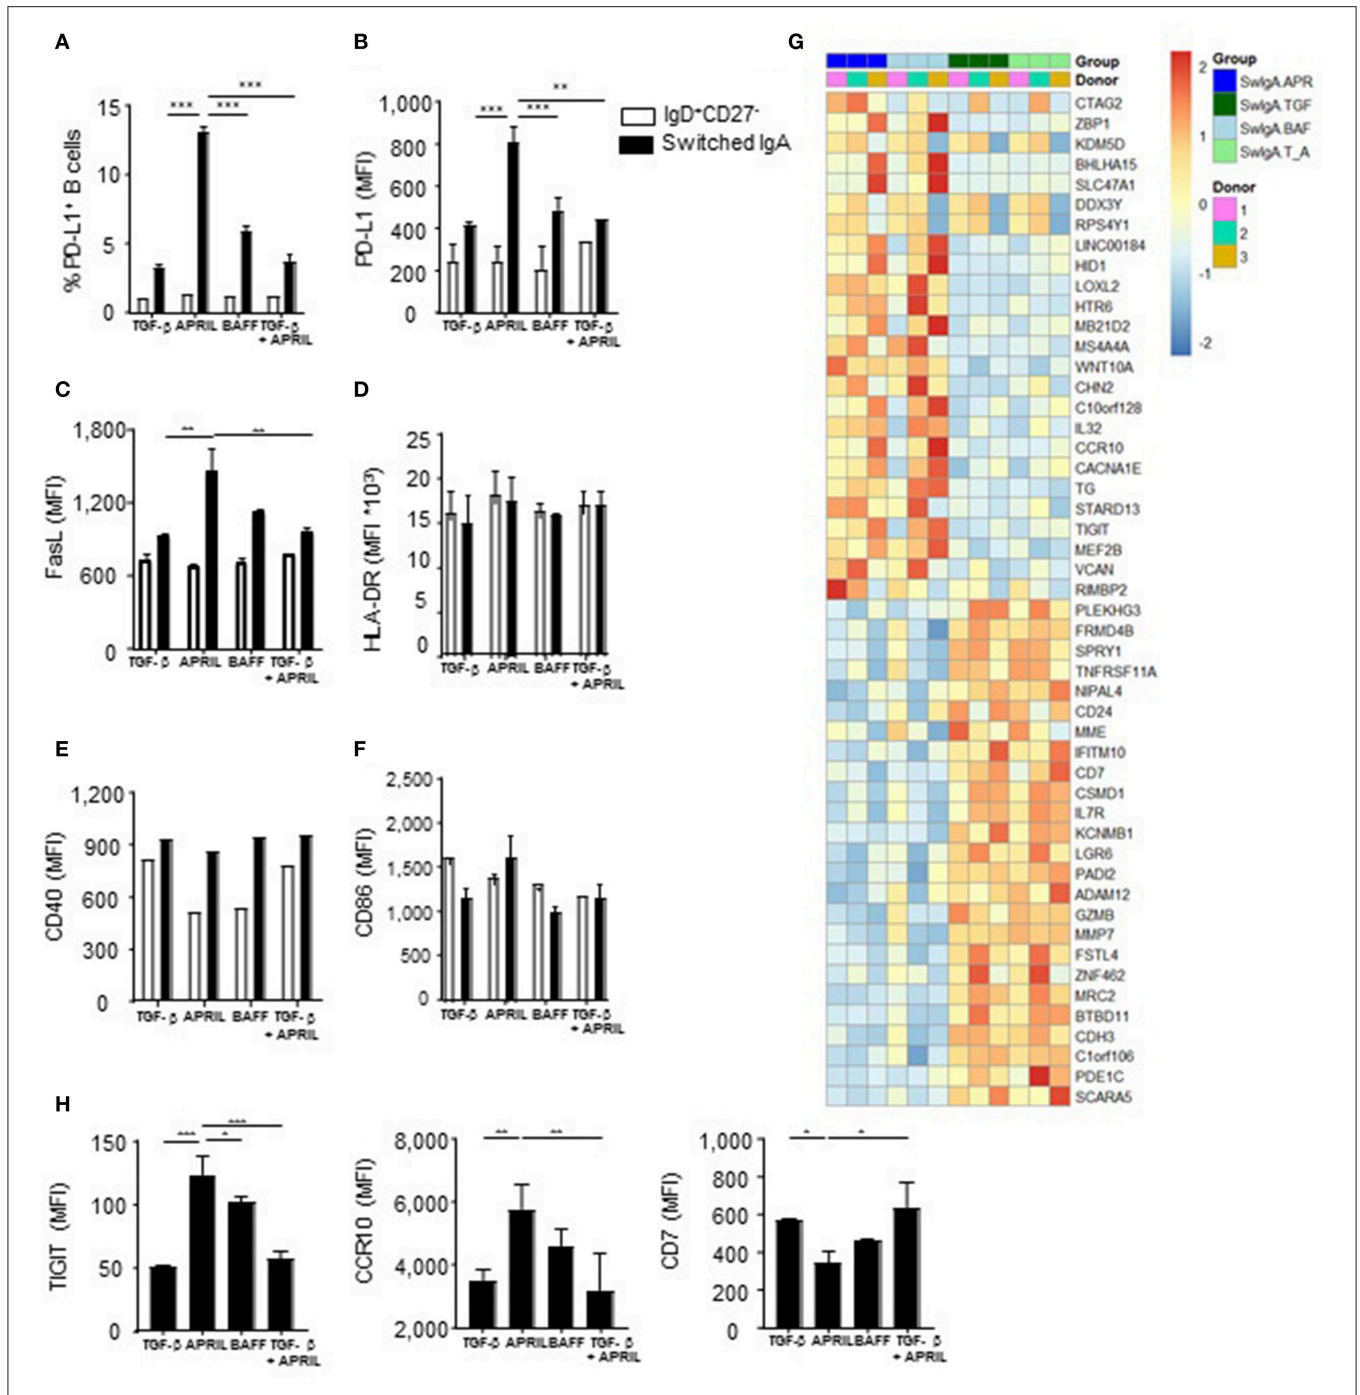 A
***
***
***
15
10
5
0
% PD-L1⁺ B cells
TGF-β APRIL BAFF TGF-β
+ APRIL
B
**
***
***
1,000
800
600
400
200
0
PD-L1 (MFI)
TGF-β APRIL BAFF TGF-β
+ APRIL
IgD⁺CD27⁻
Switched IgA
C
**
**
1,800
1,200
600
0
FasL (MFI)
TGF-β APRIL BAFF TGF-β
+ APRIL
D
25
20
15
10
5
0
HLA-DR (MFI *10³)
TGF-β APRIL BAFF TGF-β
+ APRIL
E
1,200
900
600
300
0
CD40 (MFI)
TGF-β APRIL BAFF TGF-β
+ APRIL
F
2,500
2,000
1,500
1,000
500
0
CD86 (MFI)
TGF-β APRIL BAFF TGF-β
+ APRIL
G
Group
Donor
CTAG2
ZBP1
KDM5D
BHLHA15
SLC47A1
DDX3Y
RPS4Y1
LINC00184
HID1
LOXL2
HTR6
MB21D2
MS4A4A
WNT10A
CHN2
C10orf128
IL32
CCR10
CACNA1E
TG
STARD13
TIGIT
MEF2B
VCAN
RIMBP2
PLEKHG3
FRMD4B
SPRY1
TNFRSF11A
NIPAL4
CD24
MME
IFITM10
CD7
CSMD1
IL7R
KCNMB1
LGR6
PADI2
ADAM12
GZMB
MMP7
FSTL4
ZNF462
MRC2
BTBD11
CDH3
C1orf106
PDE1C
SCARA5
2
1
0
-1
-2
Group
SwIgA.APR
SwIgA.TGF
SwIgA.BAF
SwIgA.T_A
Donor
1
2
3
H
***
***
*
150
100
50
0
TIGIT (MFI)
TGF-β APRIL BAFF TGF- β
+ APRIL
**
**
8,000
6,000
4,000
2,000
CCR10 (MFI)
TGF-β APRIL BAFF TGF- β
+ APRIL
*
*
1,000
800
600
400
200
0
CD7 (MFI)
TGF-β APRIL BAFF TGF- β
+ APRIL